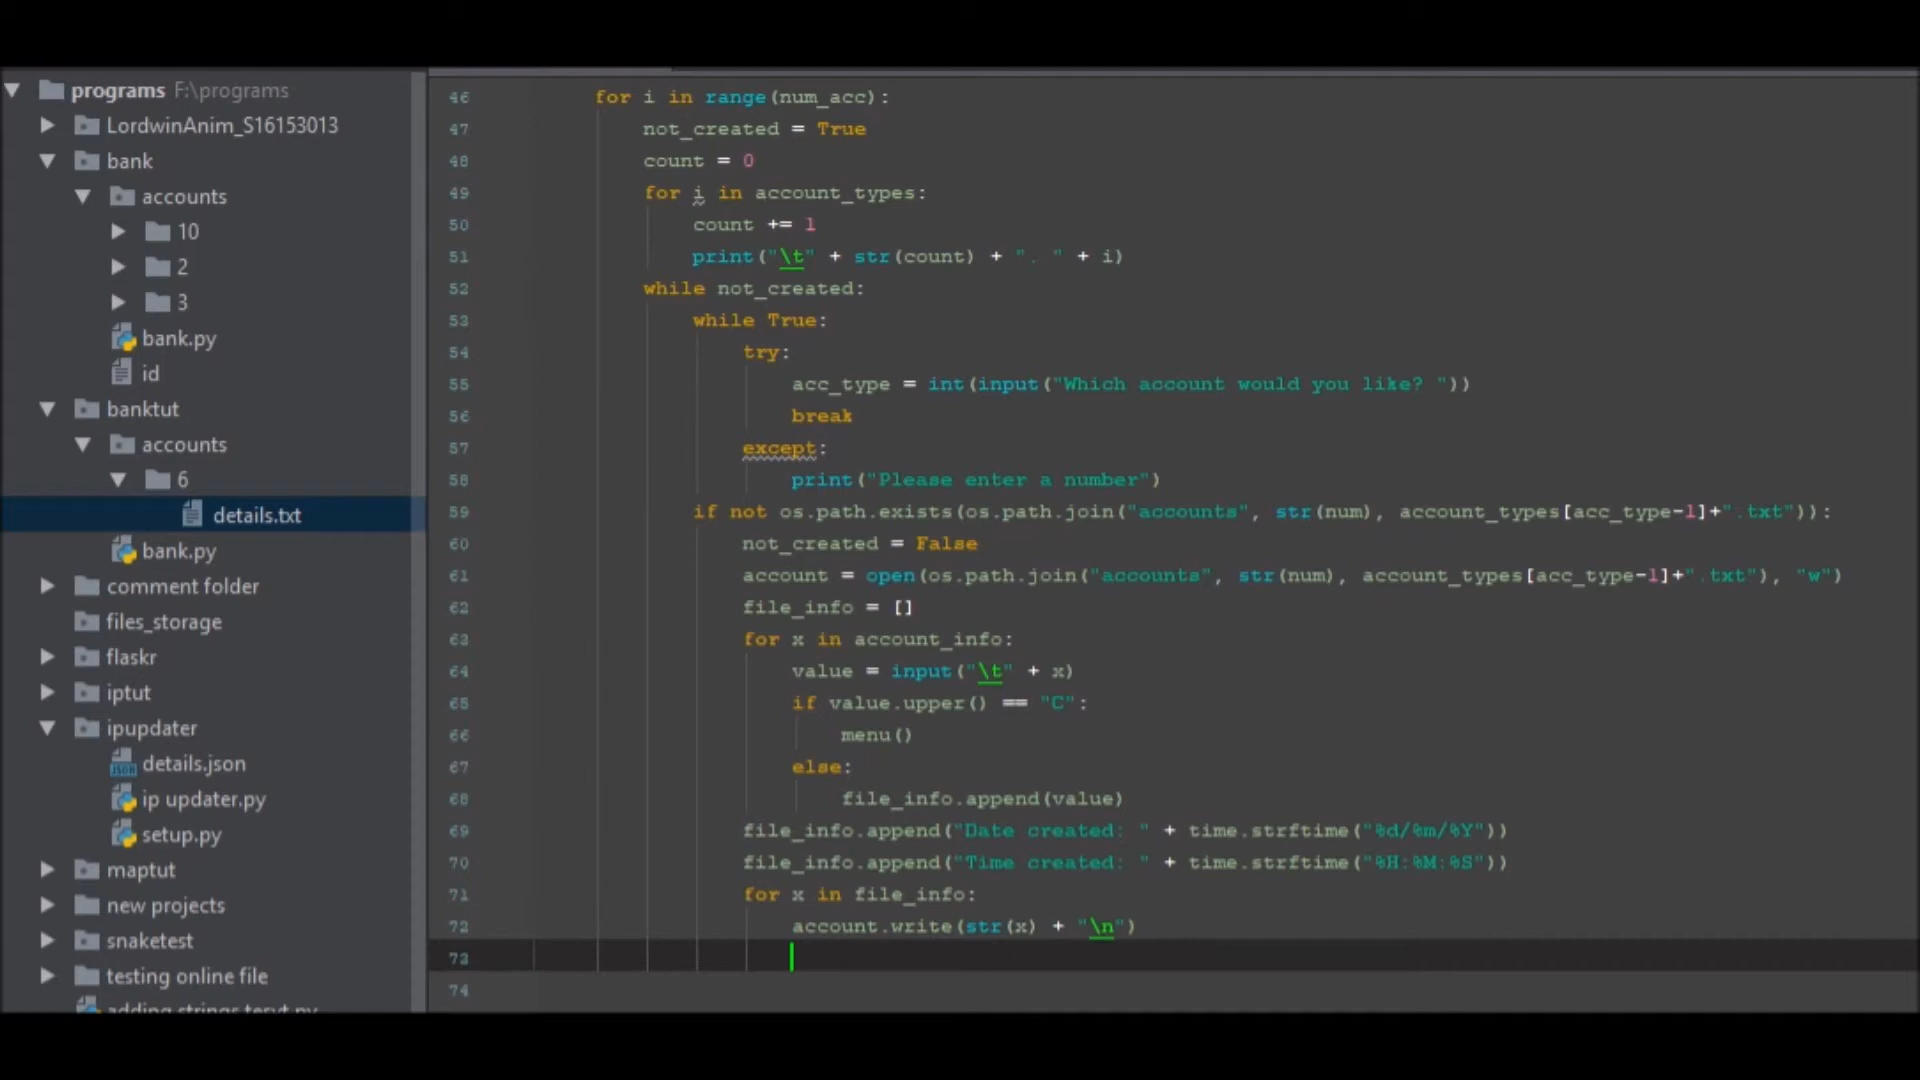 programs F:\programs
LordwinAnim_S16153013
bank
accounts
10
2
3
bank.py
id
banktut
accounts
6
details.txt
bank.py
comment folder
files_storage
flaskr
iptut
ipupdater
details.json
ip updater.py
setup.py
maptut
new projects
snaketest
testing online file
adding strings tesyt.py
46 for i in range(num_acc):
47 not_created = True
48 count = 0
49 for i in account_types:
50 count += 1
51 print("\t" + str(count) + ". " + i)
52 while not_created:
53 while True:
54 try:
55 acc_type = int(input("Which account would you like? "))
56 break
57 except:
58 print("Please enter a number")
59 if not os.path.exists(os.path.join("accounts", str(num), account_types[acc_type-1]+".txt")):
60 not_created = False
61 account = open(os.path.join("accounts", str(num), account_types[acc_type-1]+".txt"), "w")
62 file_info = []
63 for x in account_info:
64 value = input("\t" + x)
65 if value.upper() == "C":
66 menu()
67 else:
68 file_info.append(value)
69 file_info.append("Date created: " + time.strftime("%d/%m/%Y"))
70 file_info.append("Time created: " + time.strftime("%H:%M:%S"))
71 for x in file_info:
72 account.write(str(x) + "\n")
73
74